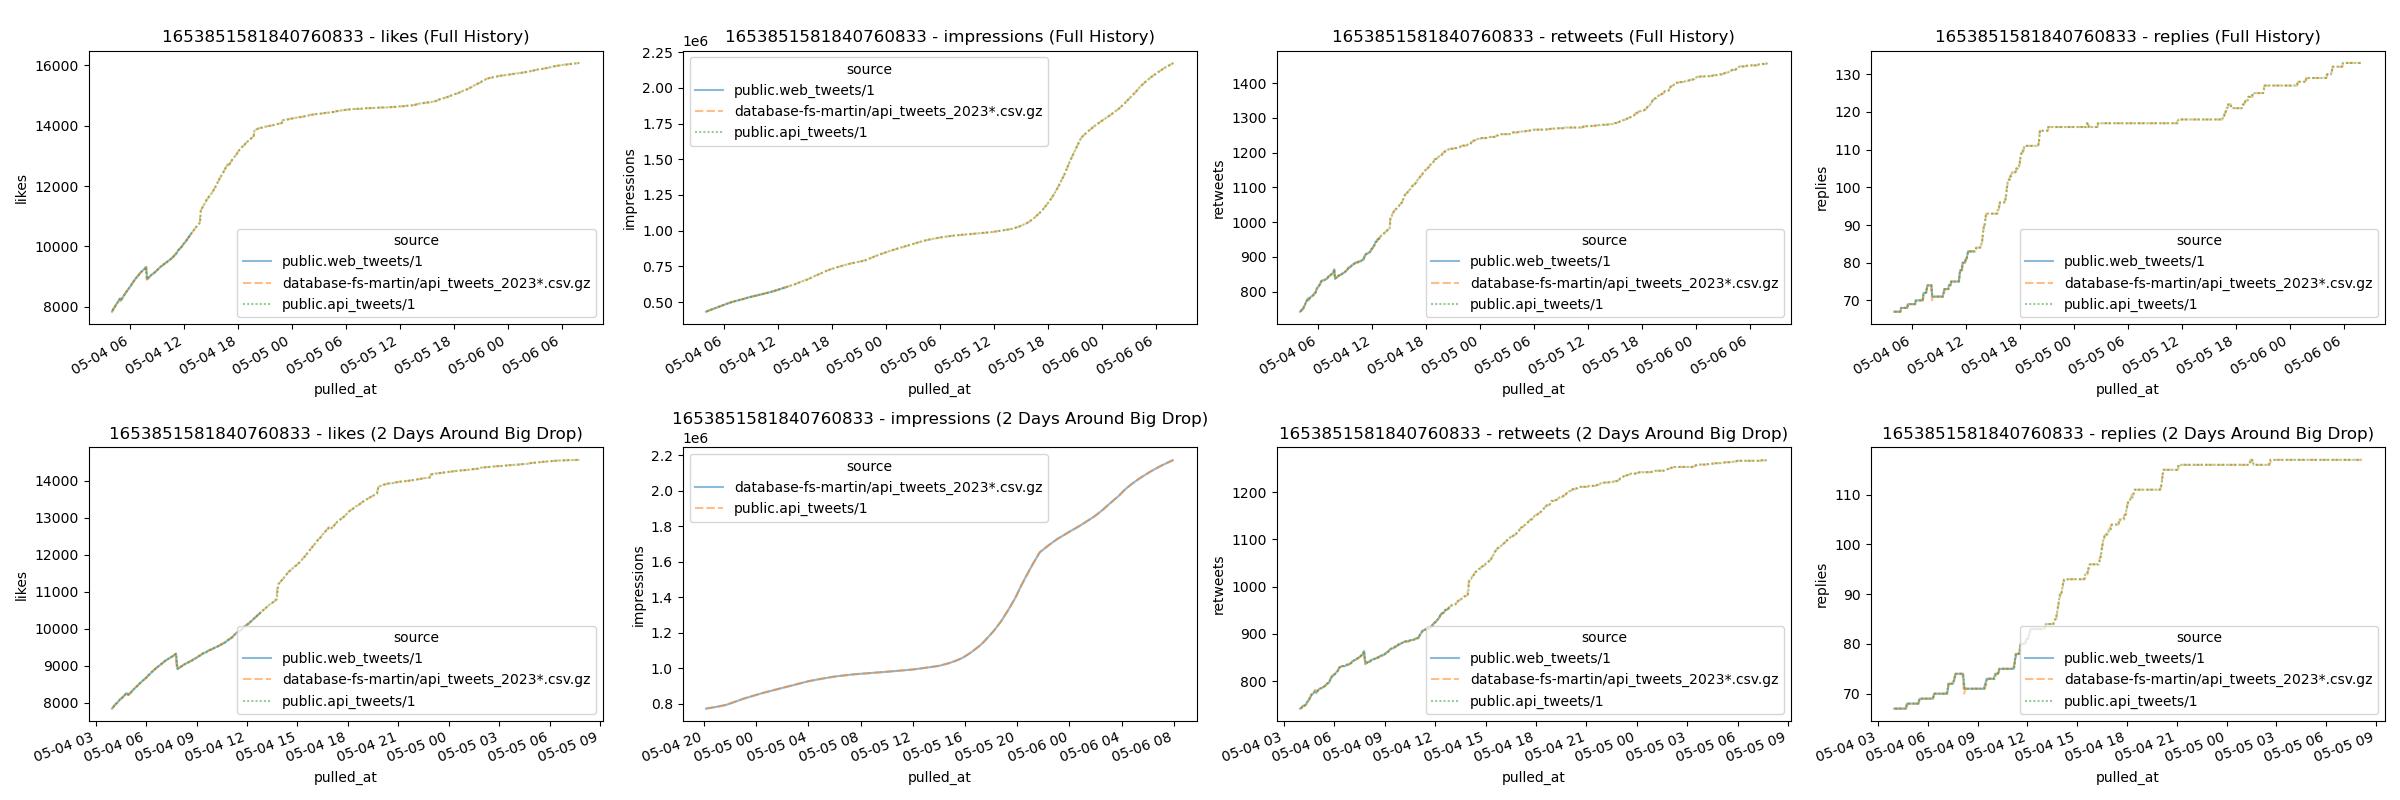 1653851581840760833 - likes (Full History)
likes
16000
14000
12000
10000
8000
source
public.web_tweets/1
database-fs-martin/api_tweets_2023*.csv.gz
public.api_tweets/1
05-04 06
05-04 12
05-04 18
05-05 00
05-05 06
05-05 12
05-05 18
05-06 00
05-06 06
pulled_at
1653851581840760833 - impressions (Full History)
1e6
impressions
2.25
2.00
1.75
1.50
1.25
1.00
0.75
0.50
source
public.web_tweets/1
database-fs-martin/api_tweets_2023*.csv.gz
public.api_tweets/1
05-04 06
05-04 12
05-04 18
05-05 00
05-05 06
05-05 12
05-05 18
05-06 00
05-06 06
pulled_at
1653851581840760833 - retweets (Full History)
retweets
1400
1300
1200
1100
1000
900
800
source
public.web_tweets/1
database-fs-martin/api_tweets_2023*.csv.gz
public.api_tweets/1
05-04 06
05-04 12
05-04 18
05-05 00
05-05 06
05-05 12
05-05 18
05-06 00
05-06 06
pulled_at
1653851581840760833 - replies (Full History)
replies
130
120
110
100
90
80
70
source
public.web_tweets/1
database-fs-martin/api_tweets_2023*.csv.gz
public.api_tweets/1
05-04 06
05-04 12
05-04 18
05-05 00
05-05 06
05-05 12
05-05 18
05-06 00
05-06 06
pulled_at
1653851581840760833 - likes (2 Days Around Big Drop)
likes
14000
13000
12000
11000
10000
9000
8000
source
public.web_tweets/1
database-fs-martin/api_tweets_2023*.csv.gz
public.api_tweets/1
05-04 03
05-04 06
05-04 09
05-04 12
05-04 15
05-04 18
05-04 21
05-05 00
05-05 03
05-05 06
05-05 09
pulled_at
1653851581840760833 - impressions (2 Days Around Big Drop)
1e6
impressions
2.2
2.0
1.8
1.6
1.4
1.2
1.0
0.8
source
database-fs-martin/api_tweets_2023*.csv.gz
public.api_tweets/1
05-04 20
05-05 00
05-05 04
05-05 08
05-05 12
05-05 16
05-05 20
05-06 00
05-06 04
05-06 08
pulled_at
1653851581840760833 - retweets (2 Days Around Big Drop)
retweets
1200
1100
1000
900
800
source
public.web_tweets/1
database-fs-martin/api_tweets_2023*.csv.gz
public.api_tweets/1
05-04 03
05-04 06
05-04 09
05-04 12
05-04 15
05-04 18
05-04 21
05-05 00
05-05 03
05-05 06
05-05 09
pulled_at
1653851581840760833 - replies (2 Days Around Big Drop)
replies
110
100
90
80
70
source
public.web_tweets/1
database-fs-martin/api_tweets_2023*.csv.gz
public.api_tweets/1
05-04 03
05-04 06
05-04 09
05-04 12
05-04 15
05-04 18
05-04 21
05-05 00
05-05 03
05-05 06
05-05 09
pulled_at